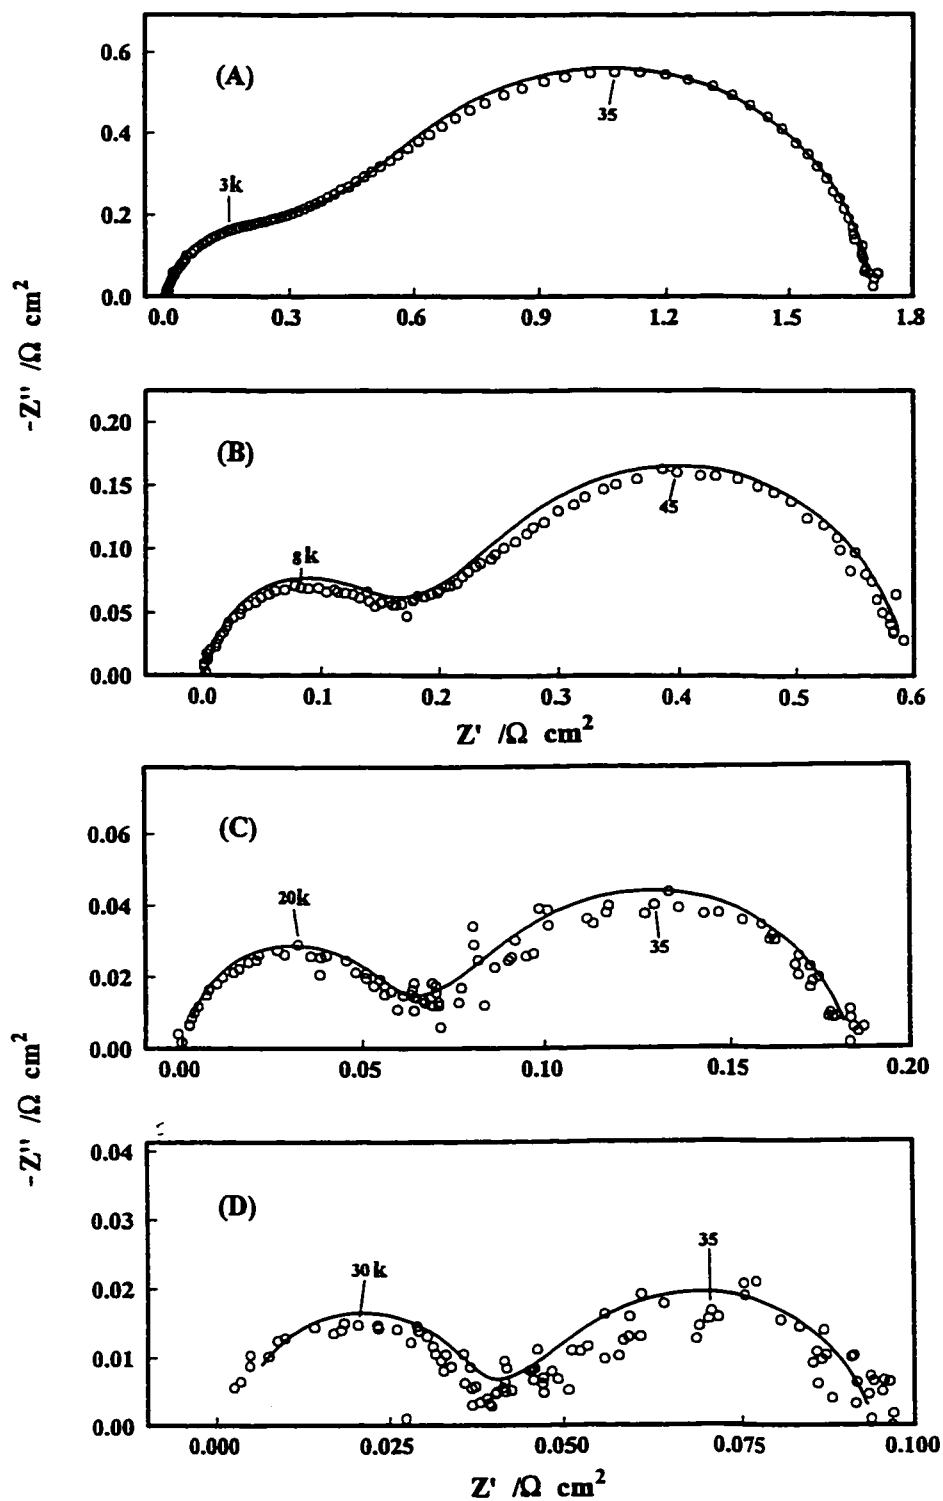 (A)
0.6
0.4
0.2
0.0
3k
35
0.0 0.3 0.6 0.9 1.2 1.5 1.8
-Z'' /Ω cm²
(B)
0.20
0.15
0.10
0.05
0.00
8k
45
0.0 0.1 0.2 0.3 0.4 0.5 0.6
Z' /Ω cm²
(C)
0.06
0.04
0.02
0.00
20k
35
0.00 0.05 0.10 0.15 0.20
-Z'' /Ω cm²
(D)
0.04
0.03
0.02
0.01
0.00
30k
35
0.000 0.025 0.050 0.075 0.100
Z' /Ω cm²